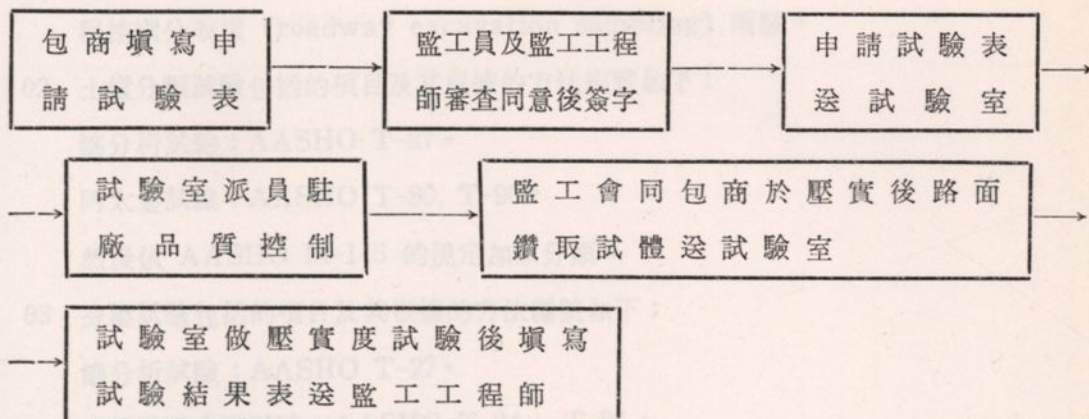 包商填寫申
請試驗表
監工員及監工工程
師審查同意後簽字
申請試驗表
送試驗室
試驗室派員駐
廠品質控制
監工會同包商於壓實後路面
鑽取試體送試驗室
試驗室做壓實度試驗後填寫
試驗結果表送監工工程師